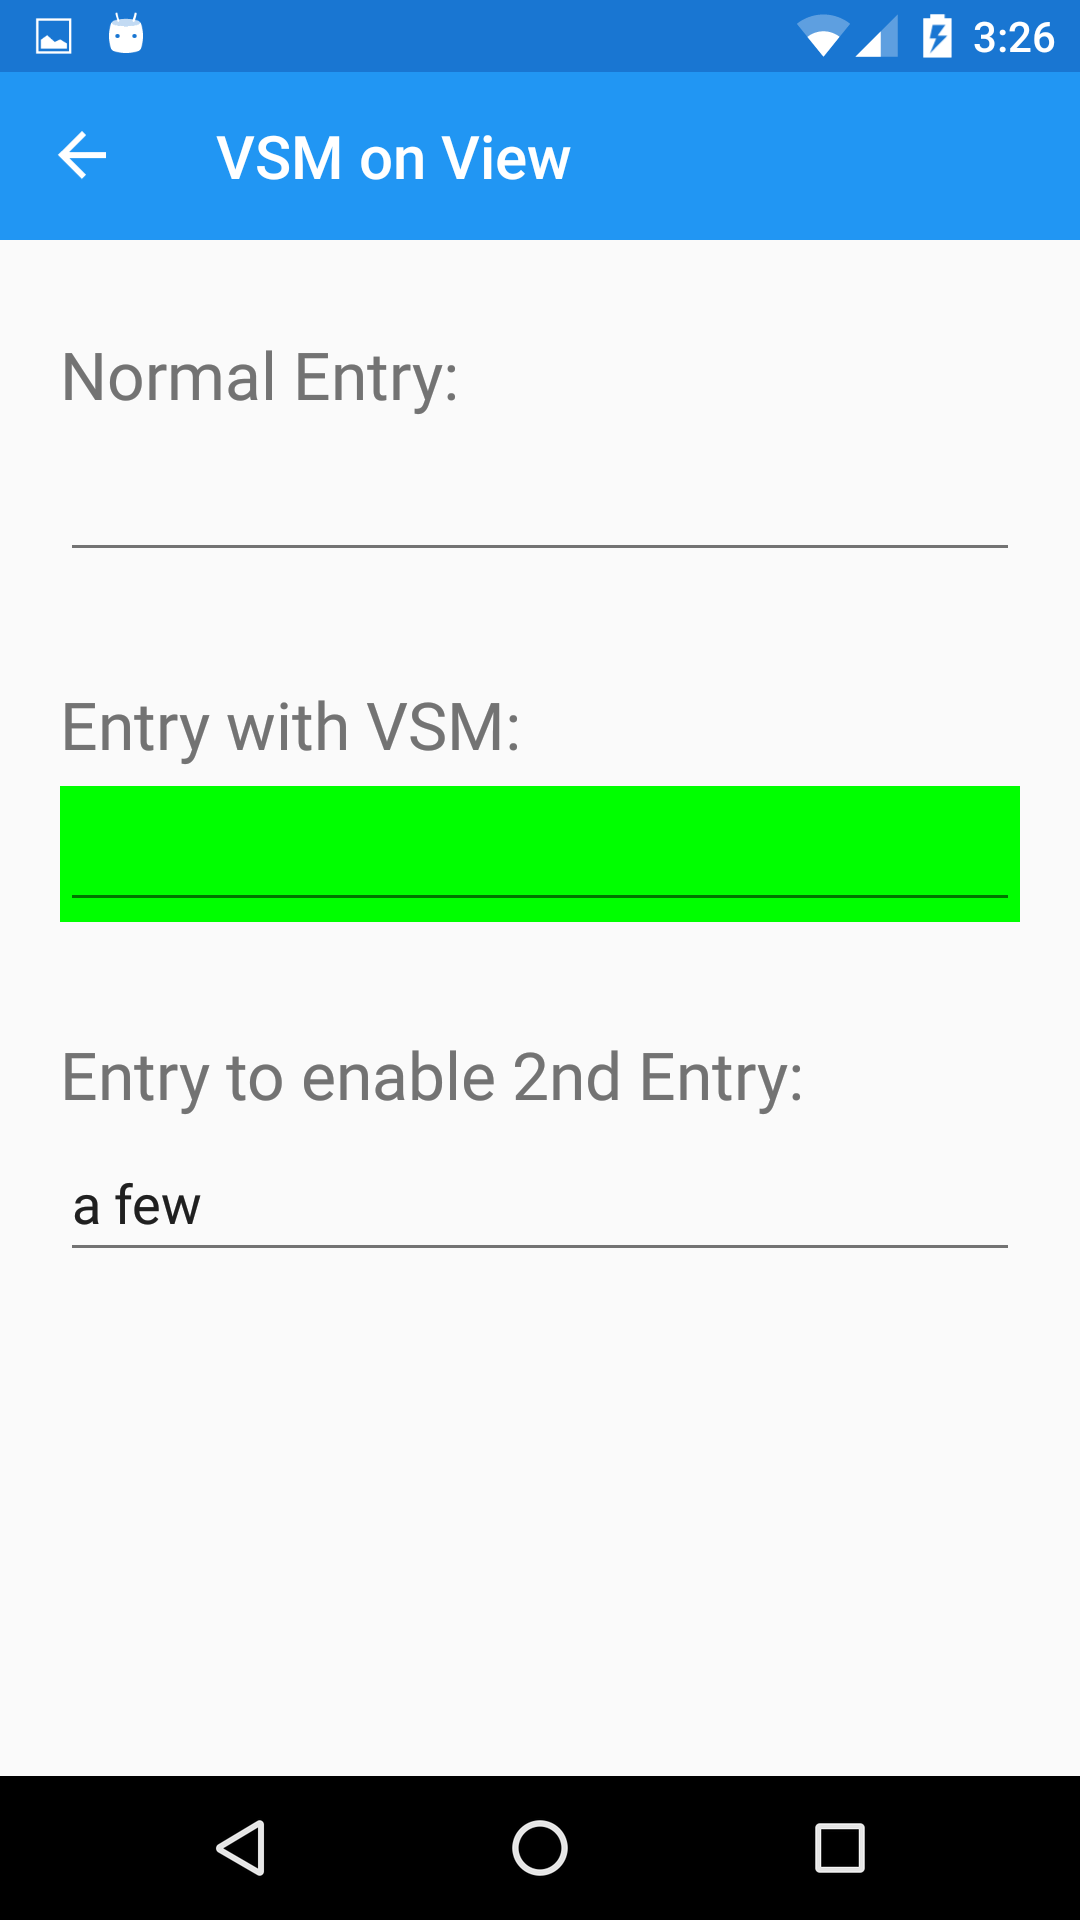 3:26
VSM on View
Normal Entry:
Entry with VSM:
Entry to enable 2nd Entry:
a few